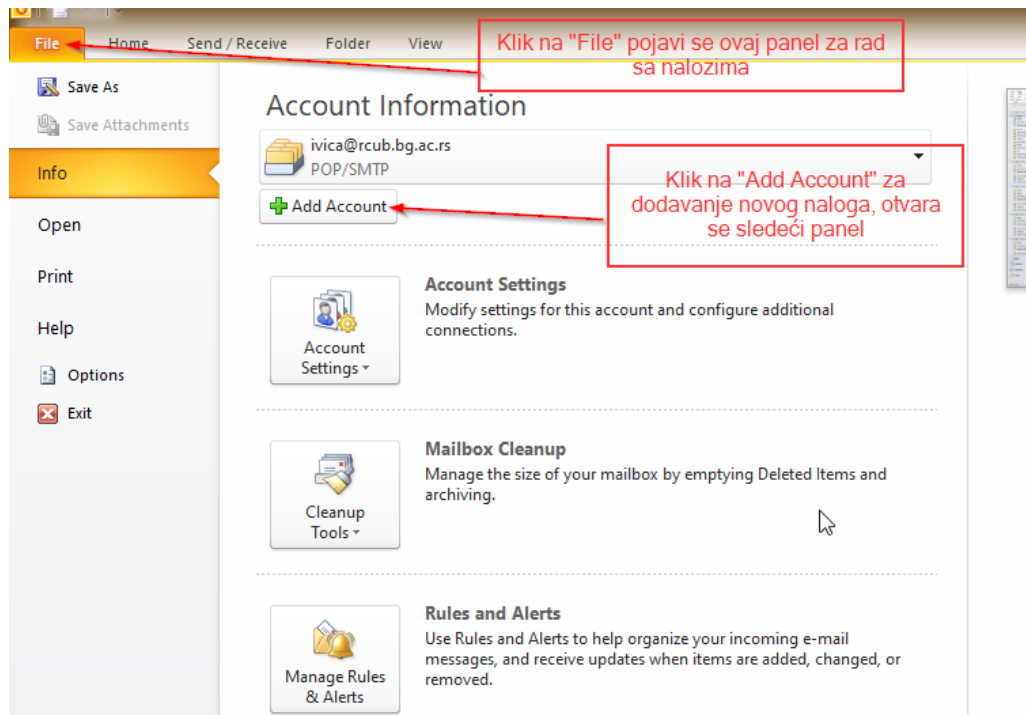 File Home Send / Receive Folder View
Klik na "File" pojavi se ovaj panel za rad
sa nalozima
Save As
Save Attachments
Info
Open
Print
Help
Options
Exit
Account Information
ivica@rcub.bg.ac.rs
POP/SMTP
Add Account
Klik na "Add Account" za
dodavanje novog naloga, otvara
se sledeći panel
Account
Settings
Account Settings
Modify settings for this account and configure additional
connections.
Cleanup
Tools
Mailbox Cleanup
Manage the size of your mailbox by emptying Deleted Items and
archiving.
Manage Rules
& Alerts
Rules and Alerts
Use Rules and Alerts to help organize your incoming e-mail
messages, and receive updates when items are added, changed, or
removed.